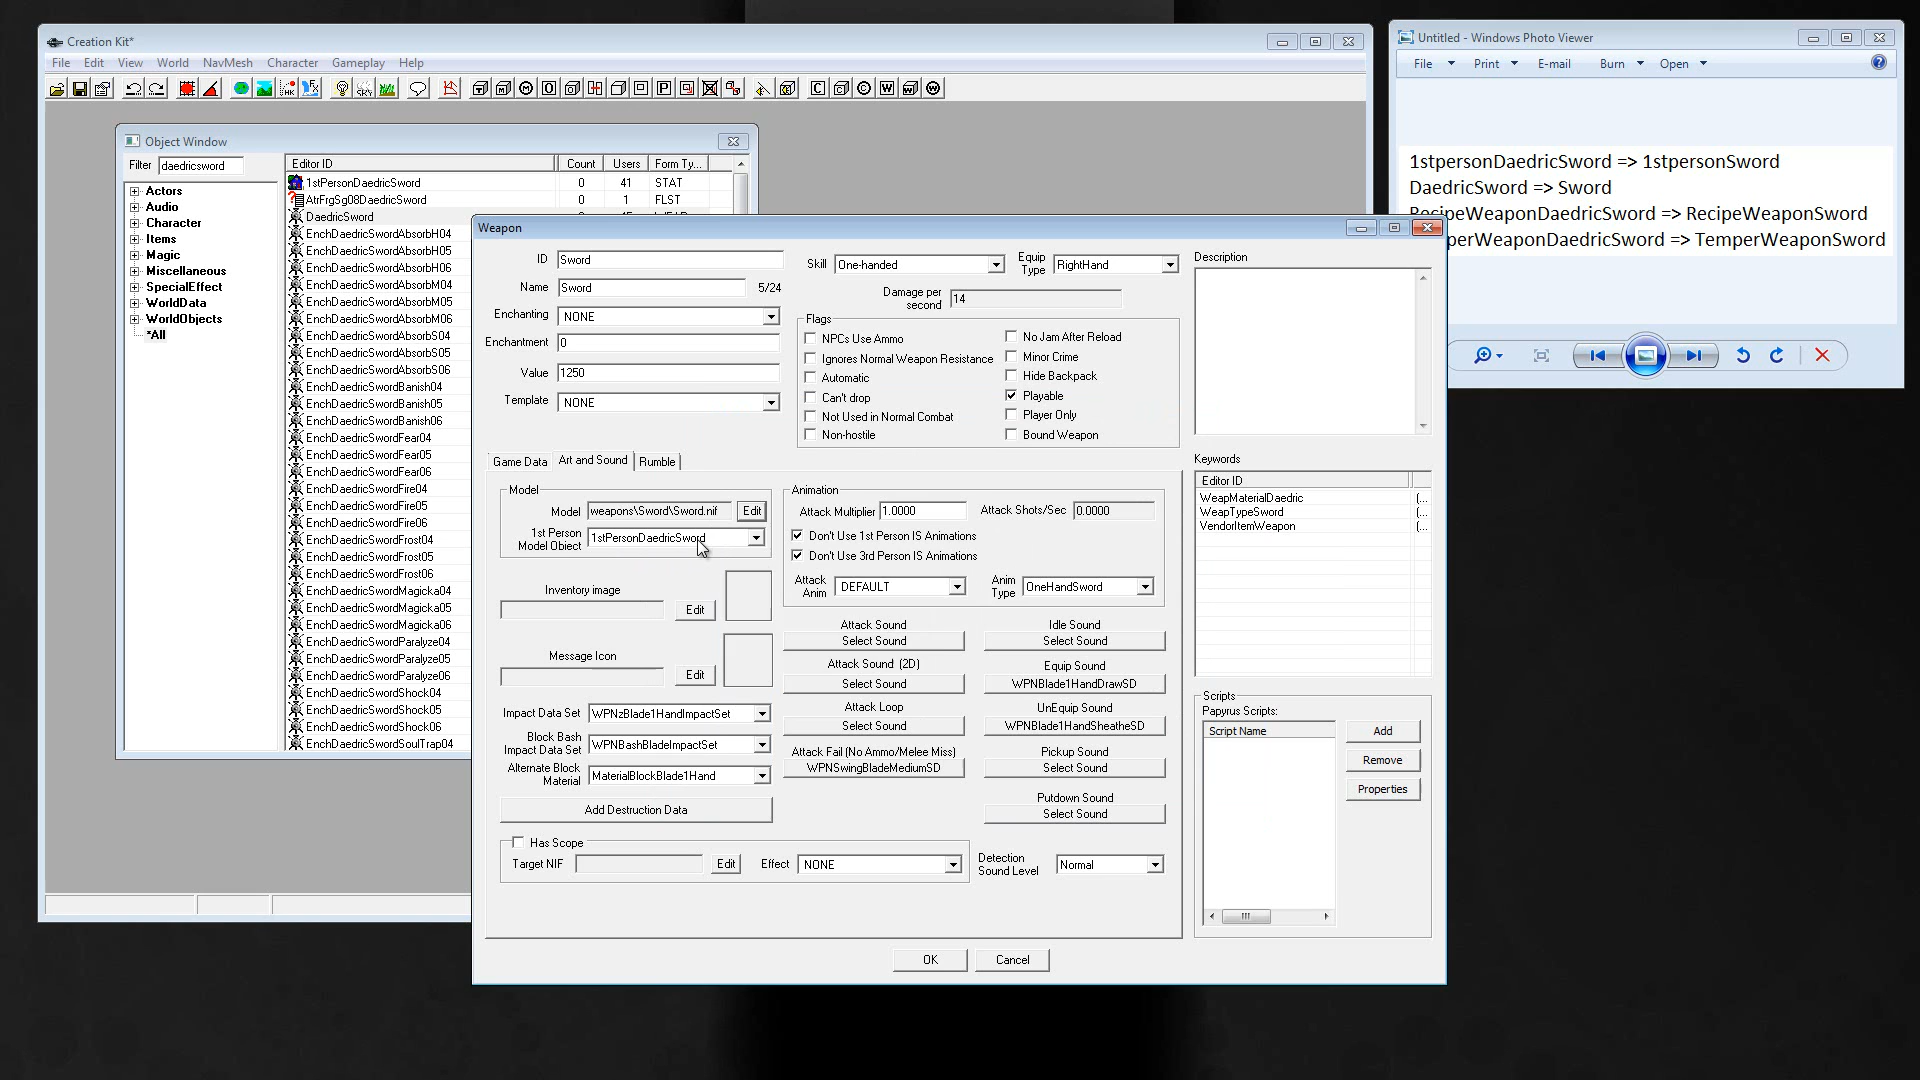 Creation Kit*
File Edit View World NavMesh Character Gameplay Help
Object Window
Filter daedricsword
Actors
Audio
Character
Items
Magic
Miscellaneous
SpecialEffect
WorldData
WorldObjects
*All
Editor ID Count Users Form Ty...
1stPersonDaedricSword 0 41 STAT
AtrFrgSg08DaedricSword 0 1 FLST
DaedricSword
EnchDaedricSwordAbsorbH04
EnchDaedricSwordAbsorbH05
EnchDaedricSwordAbsorbH06
EnchDaedricSwordAbsorbM04
EnchDaedricSwordAbsorbM05
EnchDaedricSwordAbsorbM06
EnchDaedricSwordAbsorbS04
EnchDaedricSwordAbsorbS05
EnchDaedricSwordAbsorbS06
EnchDaedricSwordBanish04
EnchDaedricSwordBanish05
EnchDaedricSwordBanish06
EnchDaedricSwordFear04
EnchDaedricSwordFear05
EnchDaedricSwordFear06
EnchDaedricSwordFire04
EnchDaedricSwordFire05
EnchDaedricSwordFire06
EnchDaedricSwordFrost04
EnchDaedricSwordFrost05
EnchDaedricSwordFrost06
EnchDaedricSwordMagicka04
EnchDaedricSwordMagicka05
EnchDaedricSwordMagicka06
EnchDaedricSwordParalyze04
EnchDaedricSwordParalyze05
EnchDaedricSwordParalyze06
EnchDaedricSwordShock04
EnchDaedricSwordShock05
EnchDaedricSwordShock06
EnchDaedricSwordSoulTrap04
Weapon
ID Sword
Name Sword 5/24
Enchanting NONE
Enchantment 0
Value 1250
Template NONE
Skill One-handed
Equip Type RightHand
Damage per second 14
Flags
NPCs Use Ammo
Ignores Normal Weapon Resistance
Automatic
Can't drop
Not Used in Normal Combat
Non-hostile
No Jam After Reload
Minor Crime
Hide Backpack
Playable
Player Only
Bound Weapon
Description
Game Data Art and Sound Rumble
Model
Model weapons\Sword\Sword.nif Edit
1st Person Model Object 1stPersonDaedricSword
Inventory image
Edit
Message Icon
Edit
Impact Data Set WPNzBlade1HandImpactSet
Block Bash Impact Data Set WPNBashBladeImpactSet
Alternate Block Material MaterialBlockBlade1Hand
Add Destruction Data
Has Scope
Target NIF Edit Effect NONE
Animation
Attack Multiplier 1.0000 Attack Shots/Sec 0.0000
Don't Use 1st Person IS Animations
Don't Use 3rd Person IS Animations
Attack Anim DEFAULT
Anim Type OneHandSword
Attack Sound
Select Sound
Attack Sound (2D)
Select Sound
Attack Loop
Select Sound
Attack Fail (No Ammo/Melee Miss)
WPNSwingBladeMediumSD
Idle Sound
Select Sound
Equip Sound
WPNBlade1HandDrawSD
UnEquip Sound
WPNBlade1HandSheatheSD
Pickup Sound
Select Sound
Putdown Sound
Select Sound
Detection Sound Level Normal
Keywords
Editor ID
WeapMaterialDaedric (...
WeapTypeSword (...
VendorItemWeapon (...
Scripts
Papyrus Scripts:
Script Name
Add
Remove
Properties
OK Cancel
Untitled - Windows Photo Viewer
File Print E-mail Burn Open
1stpersonDaedricSword => 1stpersonSword
DaedricSword => Sword
RecipeWeaponDaedricSword => RecipeWeaponSword
perWeaponDaedricSword => TemperWeaponSword